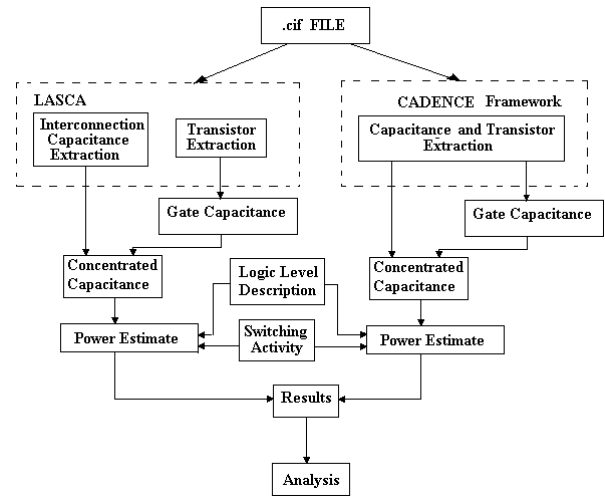 .cif FILE
LASCA
Interconnection
Capacitance
Extraction
Transistor
Extraction
CADENCE Framework
Capacitance and Transistor
Extraction
Gate Capacitance
Gate Capacitance
Concentrated
Capacitance
Logic Level
Description
Concentrated
Capacitance
Power Estimate
Switching
Activity
Power Estimate
Results
Analysis